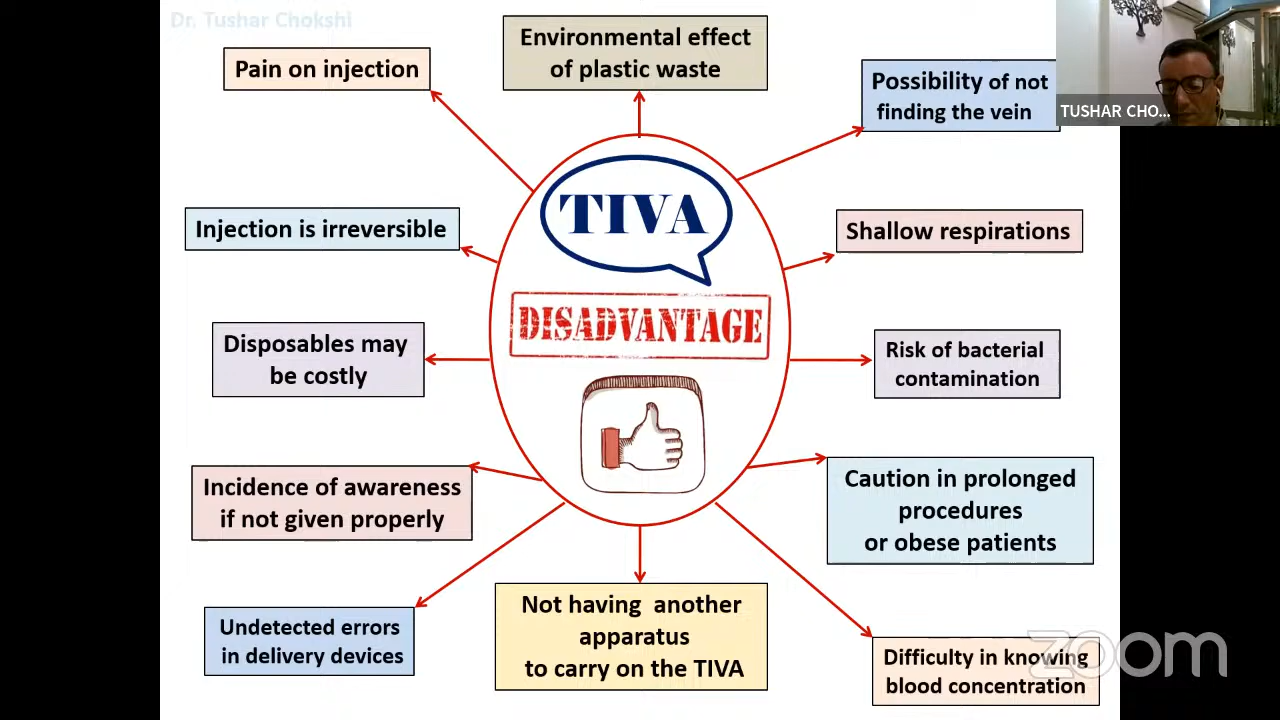 Dr. Tushar Chokshi
Pain on injection
Environmental effect
of plastic waste
Possibility of not
finding the vein
TUSHAR CHO...
TIVA
Injection is irreversible
Shallow respirations
DISADVANTAGE
Disposables may
be costly
Risk of bacterial
contamination
Incidence of awareness
if not given properly
Caution in prolonged
procedures
or obese patients
Undetected errors
in delivery devices
Not having another
apparatus
to carry on the TIVA
Difficulty in knowing
blood concentration
zoom